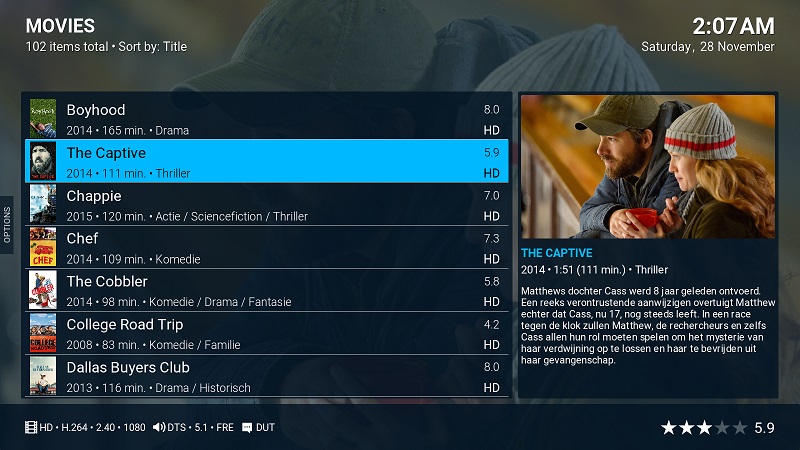 MOVIES
102 items total • Sort by: Title
2:07 AM
Saturday, 28 November
OPTIONS
Boyhood
8.0
2014 • 165 min. • Drama
HD
The Captive
5.9
2014 • 111 min. • Thriller
HD
Chappie
7.0
2015 • 120 min. • Actie / Sciencefiction / Thriller
HD
Chef
7.3
2014 • 109 min. • Komedie
HD
The Cobbler
5.8
2014 • 98 min. • Komedie / Drama / Fantasie
HD
College Road Trip
4.2
2008 • 83 min. • Komedie / Familie
HD
Dallas Buyers Club
8.0
2013 • 116 min. • Drama / Historisch
HD
CHEF
THE CAPTIVE
2014 • 1:51 (111 min.) • Thriller
Matthews dochter Cass werd 8 jaar geleden ontvoerd.
Een reeks verontrustende aanwijzigen overtuigt Matthew
echter dat Cass, nu 17, nog steeds leeft. In een race
tegen de klok zullen Matthew, de rechercheurs en zelfs
Cass allen hun rol moeten spelen om het mysterie van
haar verdwijning op te lossen en haar te bevrijden uit
haar gevangenschap.
HD • H.264 • 2.40 • 1080
DTS • 5.1 • FRE
DUT
5.9